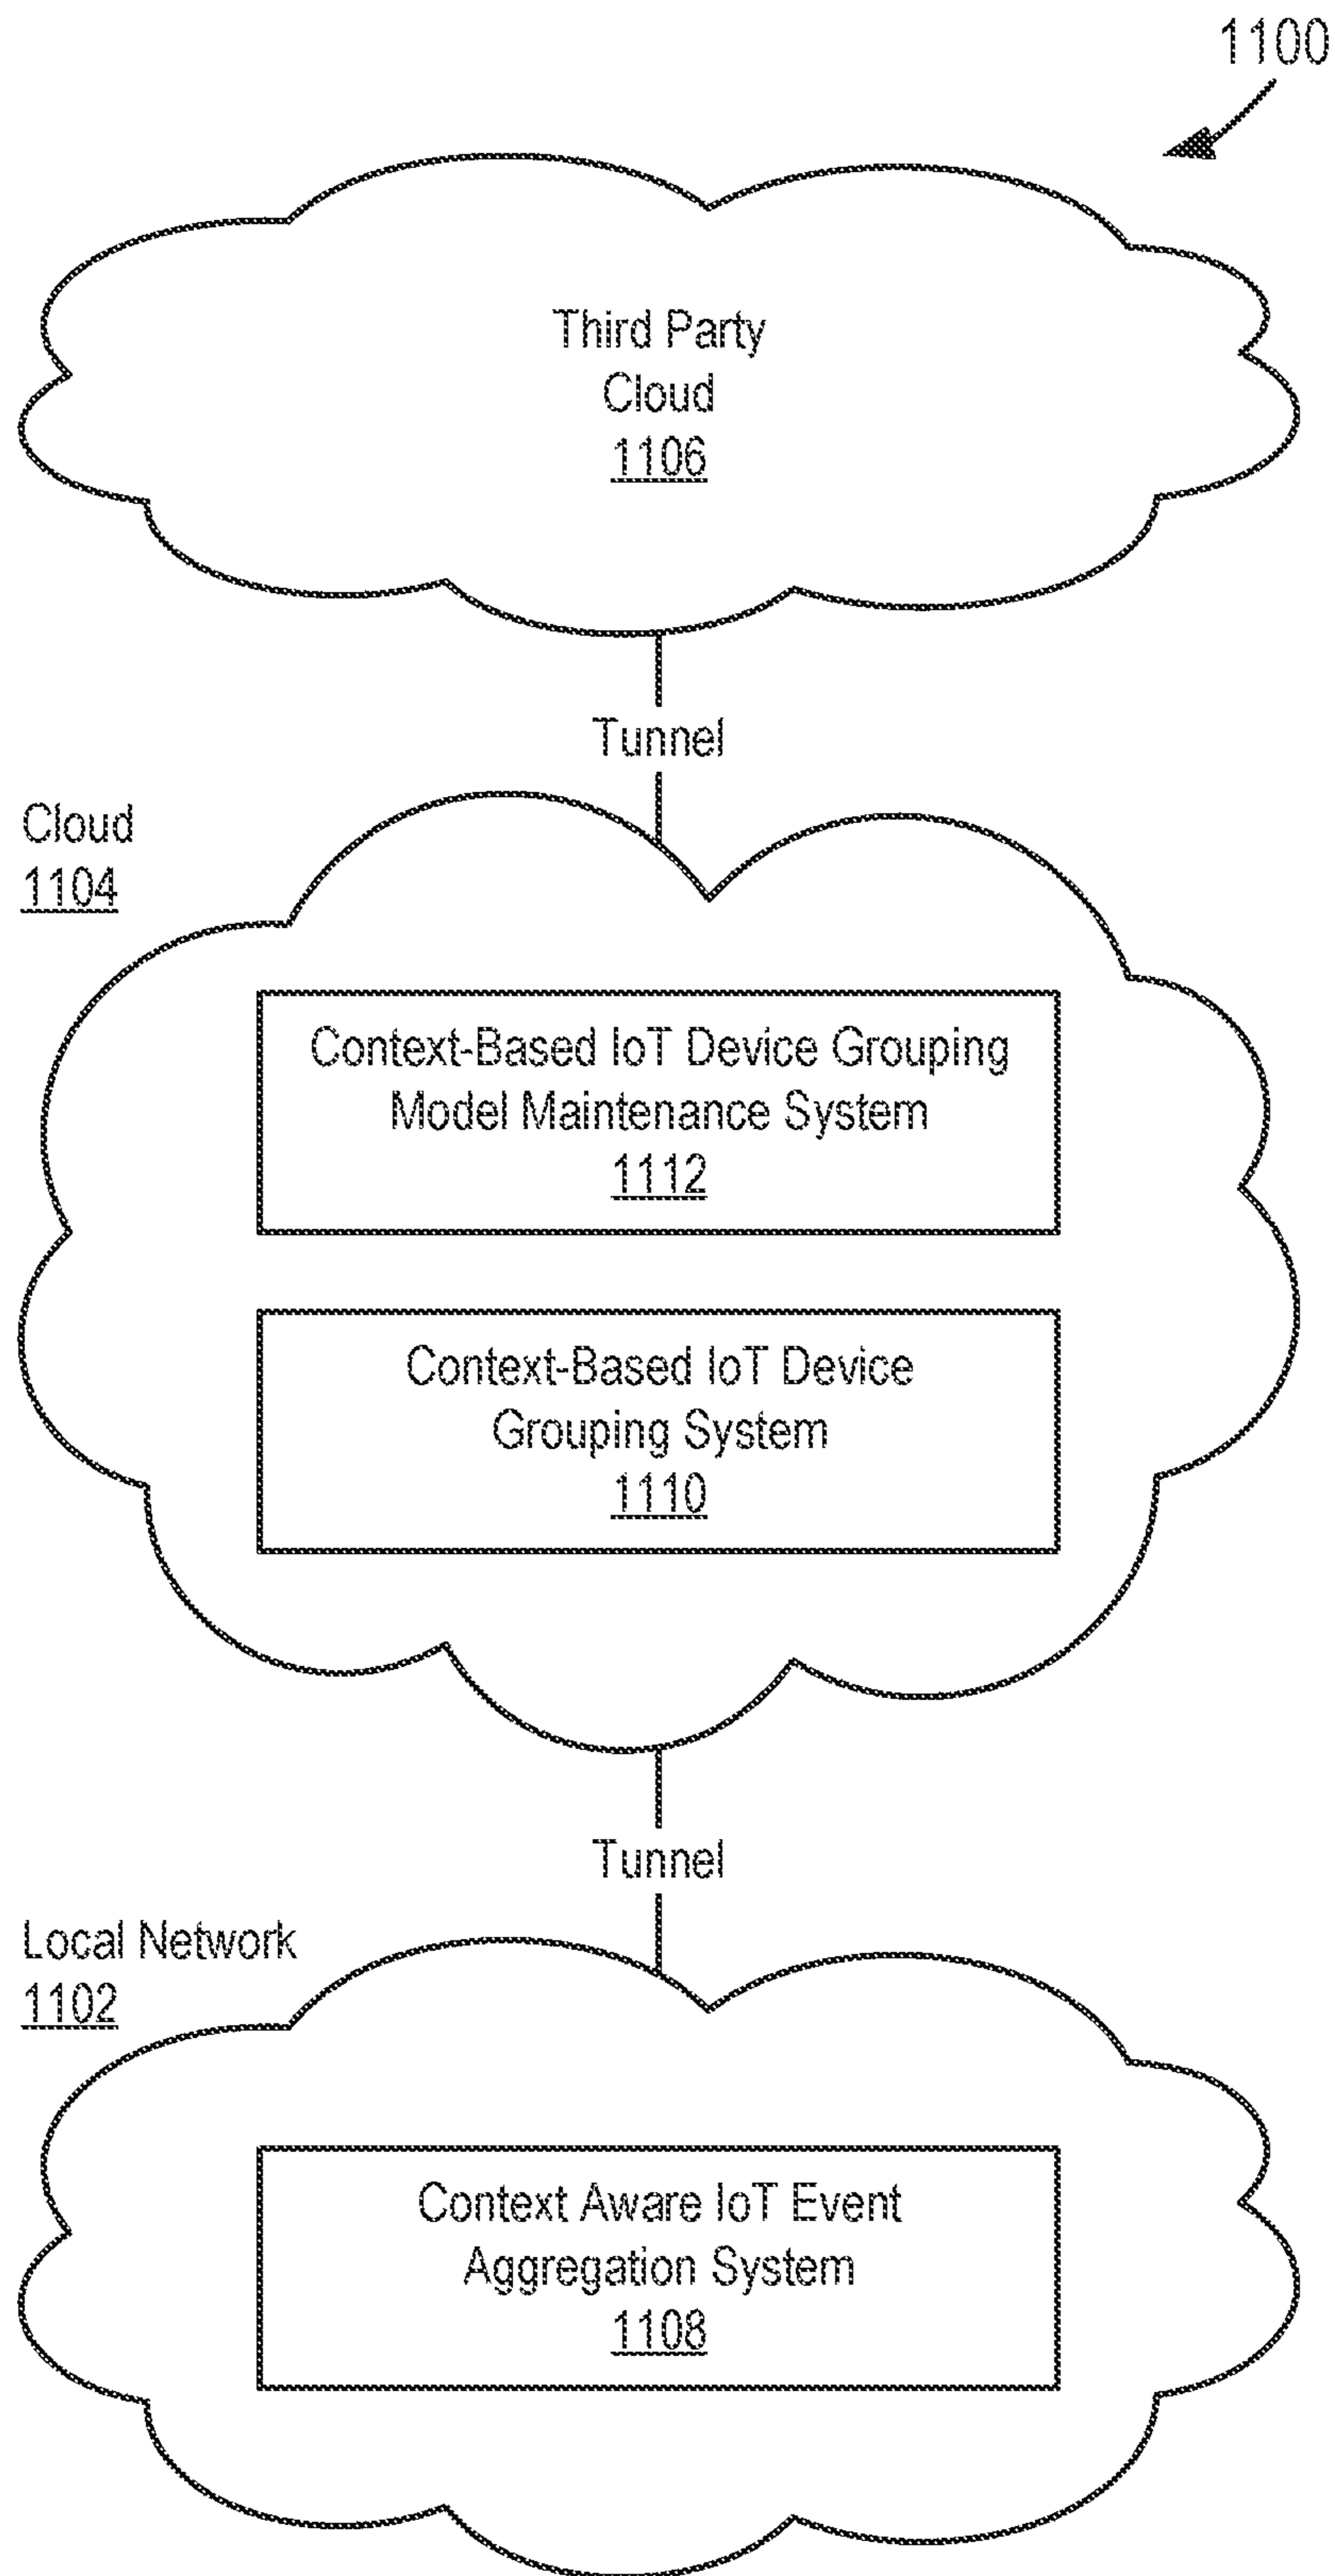 1100
Third Party
Cloud
1106
Tunnel
Cloud
1104
Context-Based IoT Device Grouping
Model Maintenance System
1112
Context-Based IoT Device
Grouping System
1110
Tunnel
Local Network
1102
Context Aware IoT Event
Aggregation System
1108